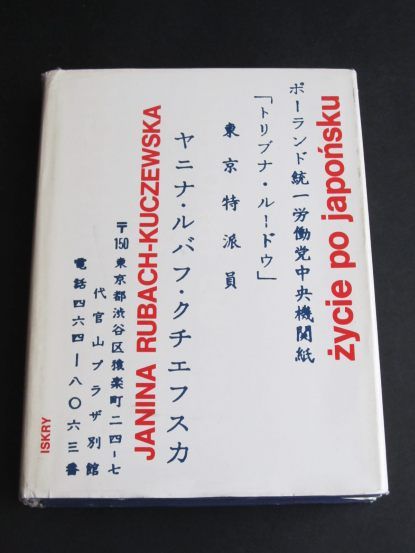 życie po japońsku
ポーランド統一労働党中央機関紙
「トリブナ・ルードウ」
東京特派員
ヤニナ・ルバフ・クチエフスカ
JANINA RUBACH-KUCZEWSKA
〒150 東京都渋谷区猿楽町二四-七
代官山プラザ別館
電話四六四-八〇六三番
ISKRY